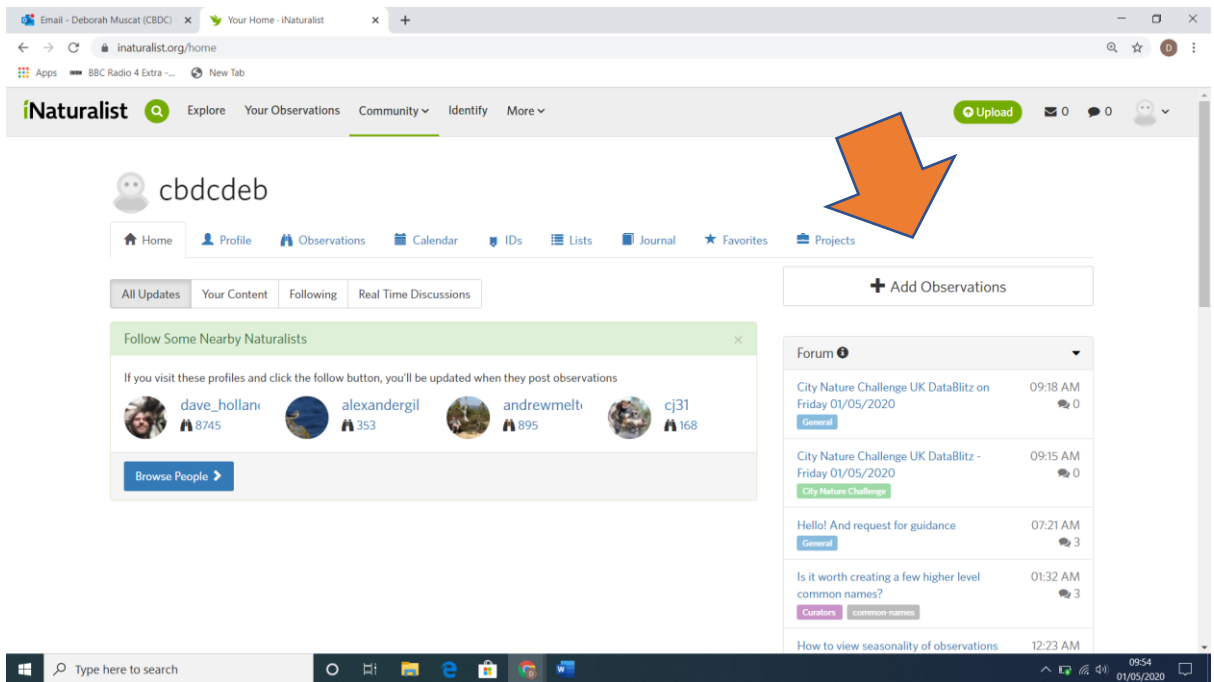 Email - Deborah Muscat (CBDC)
Your Home · iNaturalist
inaturalist.org/home
D
Apps
BBC Radio 4 Extra -...
New Tab
iNaturalist
Explore
Your Observations
Community
Identify
More
Upload
0
0
cbdcdeb
Home
Profile
Observations
Calendar
IDs
Lists
Journal
Favorites
Projects
All Updates
Your Content
Following
Real Time Discussions
Add Observations
Follow Some Nearby Naturalists
If you visit these profiles and click the follow button, you'll be updated when they post observations
dave_hollan
8745
alexandergil
353
andrewmelt
895
cj31
168
Browse People
Forum
City Nature Challenge UK DataBlitz on 09:18 AM
Friday 01/05/2020 0
General
City Nature Challenge UK DataBlitz - 09:15 AM
Friday 01/05/2020 0
City Nature Challenge
Hello! And request for guidance 07:21 AM
General 3
Is it worth creating a few higher level 01:32 AM
common names? 3
Curators common-names
How to view seasonality of observations 12:23 AM
Type here to search
09:54
01/05/2020